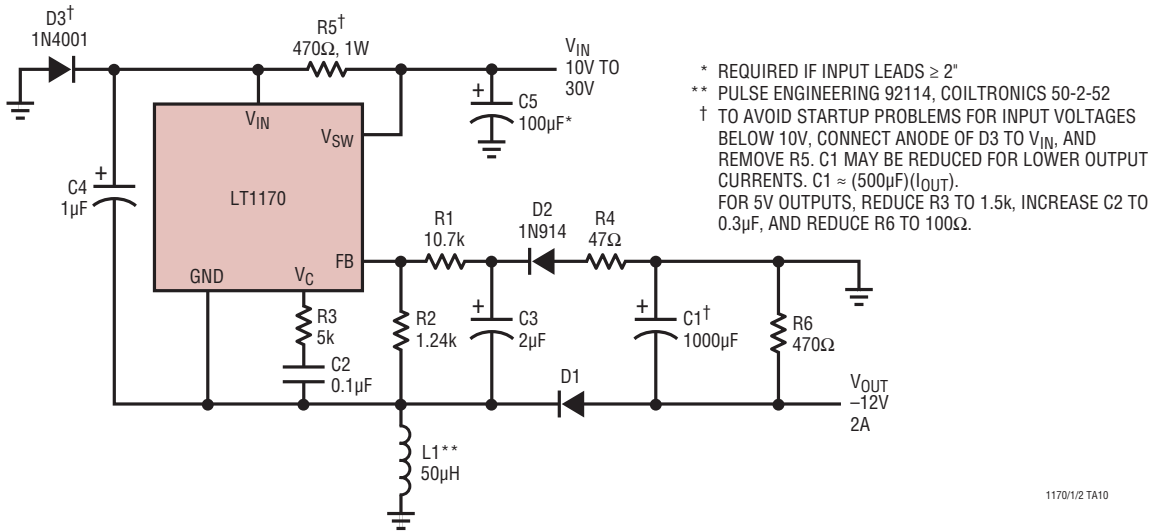 D3†
1N4001
R5†
470Ω, 1W
VIN
10V TO
30V
+
C5
100µF*
VIN
VSW
LT1170
+
C4
1µF
GND
VC
FB
R1
10.7k
D2
1N914
R4
47Ω
R3
5k
C2
0.1µF
R2
1.24k
+
C3
2µF
+
C1†
1000µF
R6
470Ω
D1
VOUT
–12V
2A
L1**
50µH
* REQUIRED IF INPUT LEADS ≥ 2"
** PULSE ENGINEERING 92114, COILTRONICS 50-2-52
† TO AVOID STARTUP PROBLEMS FOR INPUT VOLTAGES
BELOW 10V, CONNECT ANODE OF D3 TO VIN, AND
REMOVE R5. C1 MAY BE REDUCED FOR LOWER OUTPUT
CURRENTS. C1 ≈ (500µF)(IOUT).
FOR 5V OUTPUTS, REDUCE R3 TO 1.5k, INCREASE C2 TO
0.3µF, AND REDUCE R6 TO 100Ω.
1170/1/2 TA10